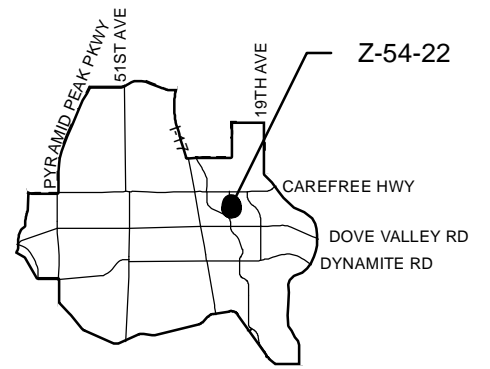 PYRAMID PEAK PKWY
51ST AVE
I-17
19TH AVE
Z-54-22
CAREFREE HWY
DOVE VALLEY RD
DYNAMITE RD